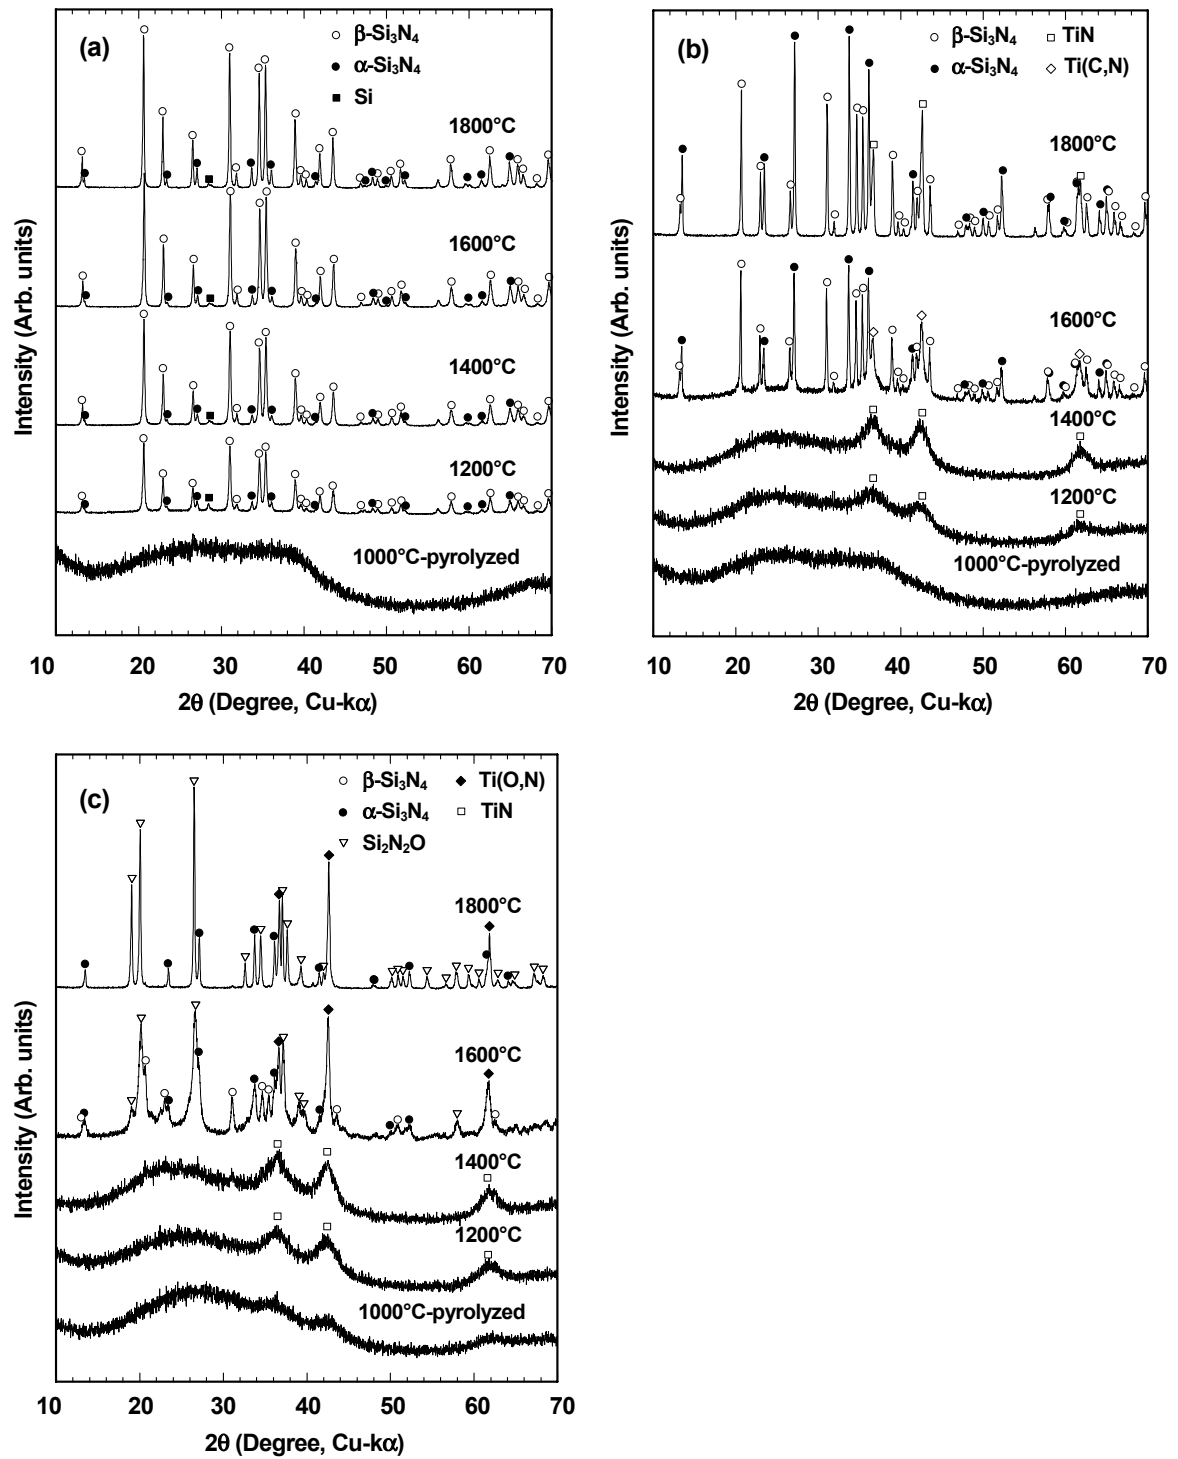 (a)
○ β-Si₃N₄
● α-Si₃N₄
■ Si
1800°C
1600°C
1400°C
1200°C
1000°C-pyrolyzed
Intensity (Arb. units)
10 20 30 40 50 60 70
2θ (Degree, Cu-kα)
(b)
○ β-Si₃N₄ □ TiN
● α-Si₃N₄ ◇ Ti(C,N)
1800°C
1600°C
1400°C
1200°C
1000°C-pyrolyzed
Intensity (Arb. units)
10 20 30 40 50 60 70
2θ (Degree, Cu-kα)
(c)
○ β-Si₃N₄ ◆ Ti(O,N)
● α-Si₃N₄ □ TiN
▽ Si₂N₂O
1800°C
1600°C
1400°C
1200°C
1000°C-pyrolyzed
Intensity (Arb. units)
10 20 30 40 50 60 70
2θ (Degree, Cu-kα)